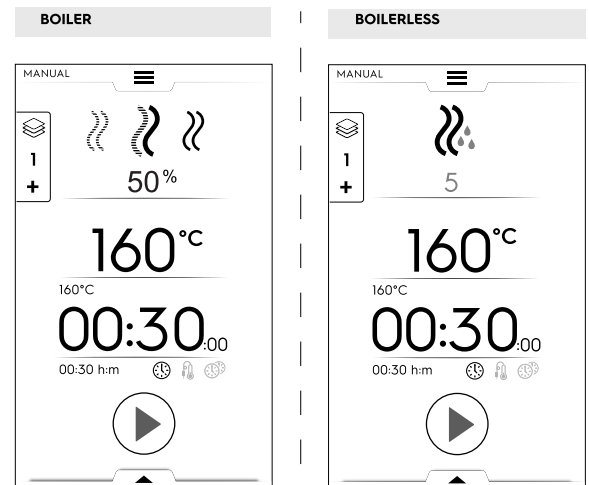 BOILER
MANUAL
1
+
50%
160°C
160°C
00:30:00
00:30 h:m
BOILERLESS
MANUAL
1
+
5
160°C
160°C
00:30:00
00:30 h:m